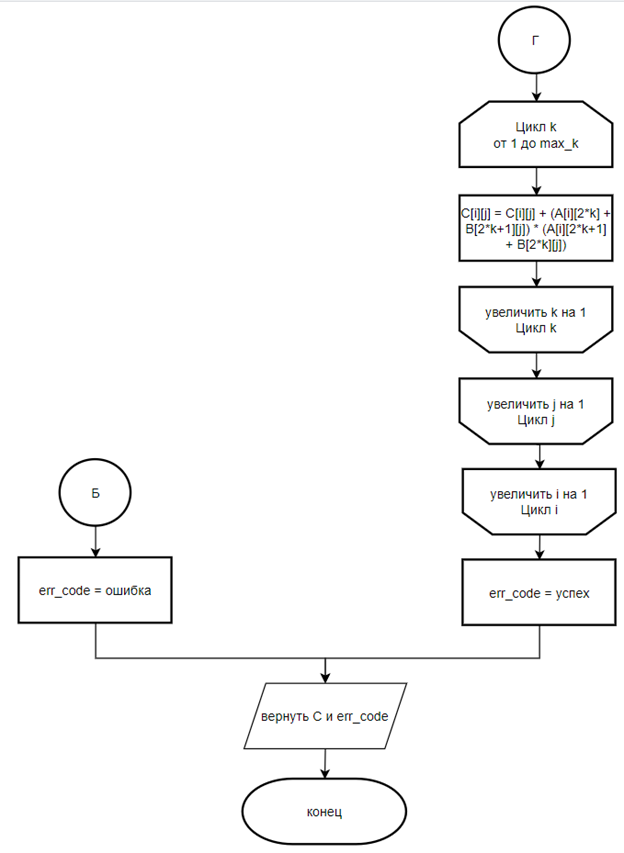 Г
Цикл k
от 1 до max_k
C[i][j] = C[i][j] + (A[i][2*k] +
B[2*k+1][j]) * (A[i][2*k+1]
+ B[2*k][j])
увеличить k на 1
Цикл k
увеличить j на 1
Цикл j
увеличить i на 1
Цикл i
Б
err_code = ошибка
err_code = успех
вернуть C и err_code
конец